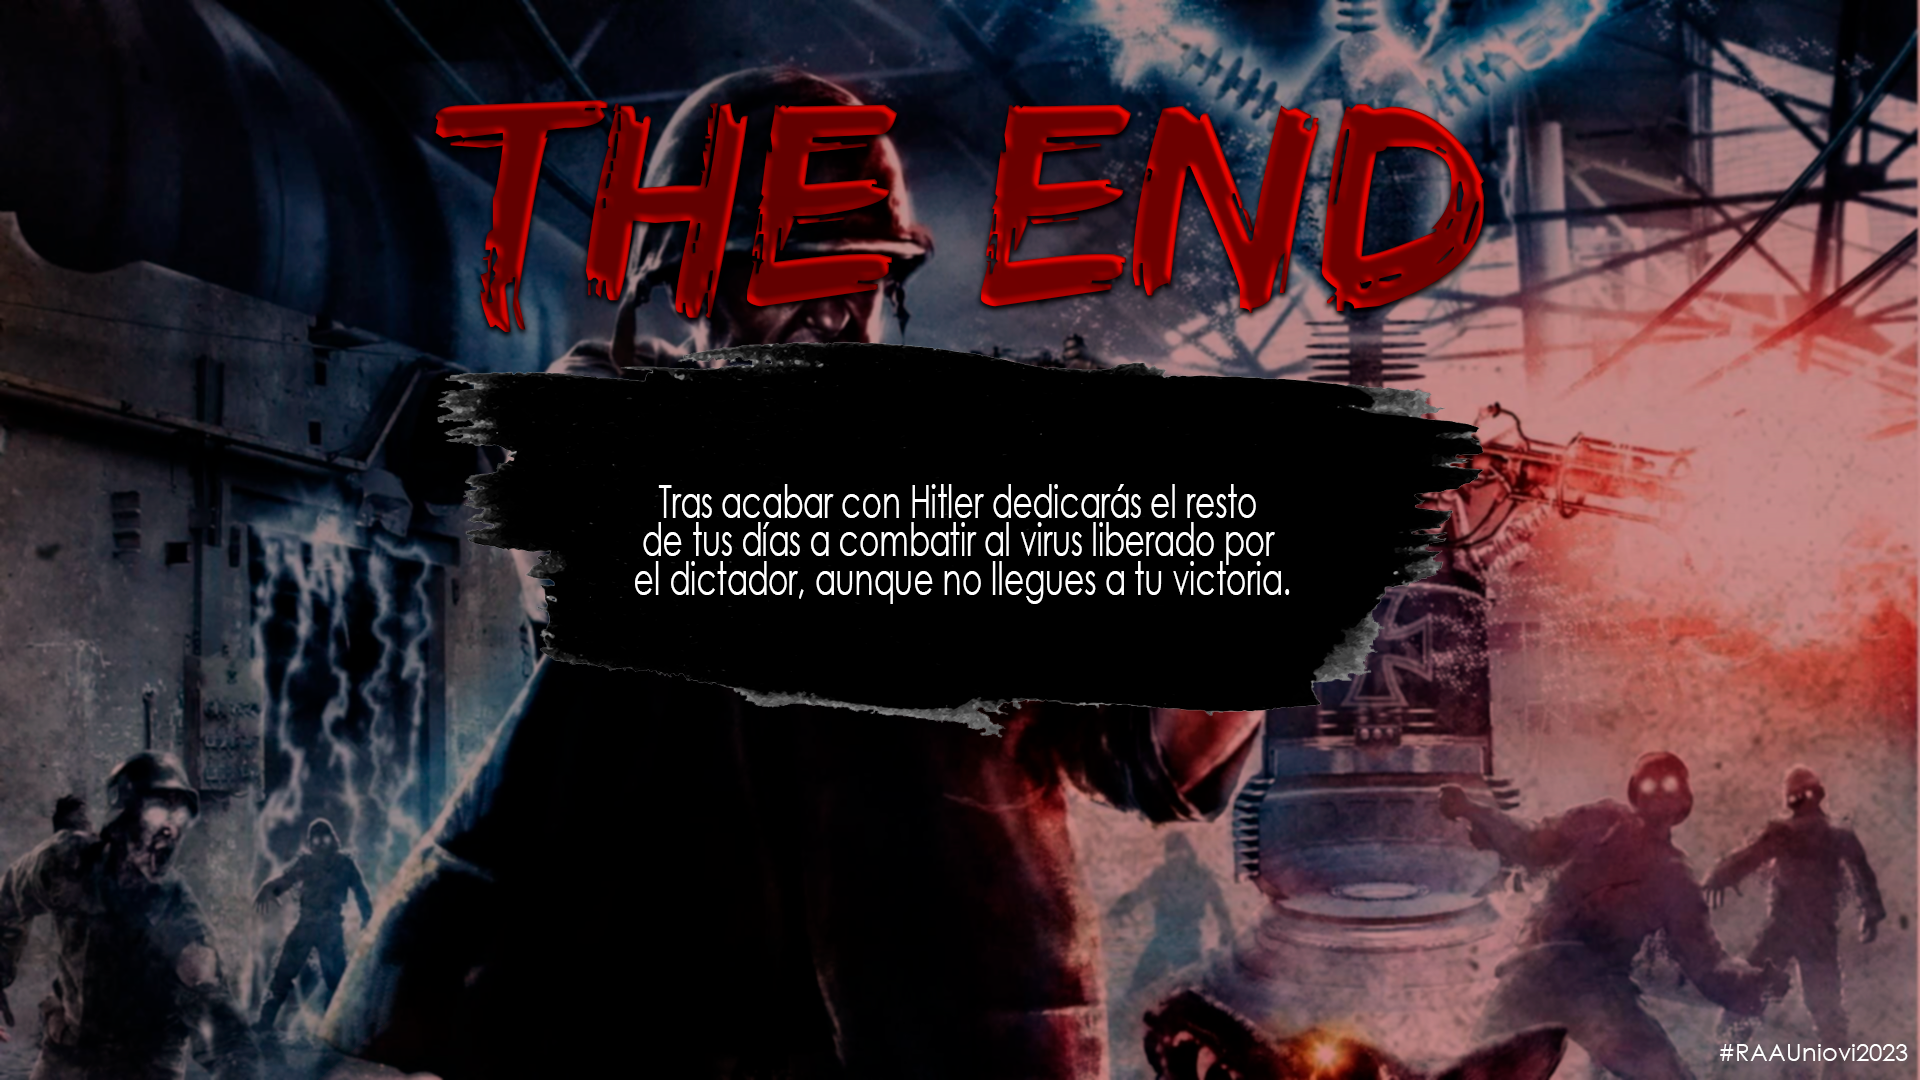 THE END
Tras acabar con Hitler dedicarás el resto
de tus días a combatir al virus liberado por
el dictador, aunque no llegues a tu victoria.
#RAAUniovi2023